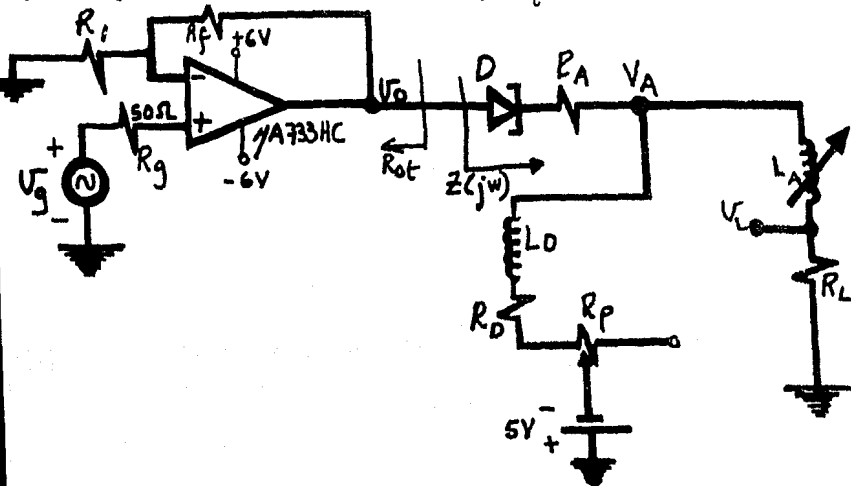 Ri
Rf
+6V
D
RA
VA
50Ω
Vo
-
+
μA733HC
+
Rg
Rot
Z(jw)
LA
Vg
-
-6V
VL
LD
RL
RD
Rp
5V
-
+